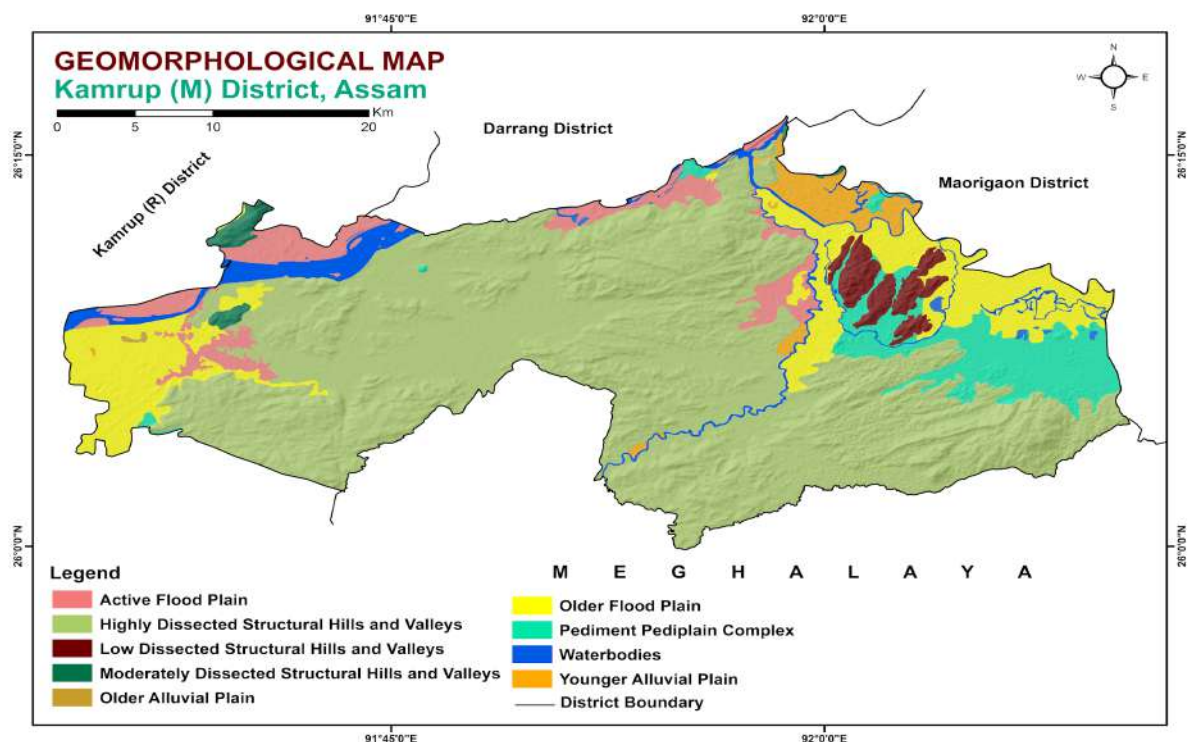 91°45'0"E
92°0'0"E
GEOMORPHOLOGICAL MAP
Kamrup (M) District, Assam
Km
0 5 10 20
N
W E
S
Darrang District
26°15'0"N
26°15'0"N
Kamrup (R) District
Maorigaon District
26°0'0"N
26°0'0"N
MEGHALAYA
Legend
Active Flood Plain
Highly Dissected Structural Hills and Valleys
Low Dissected Structural Hills and Valleys
Moderately Dissected Structural Hills and Valleys
Older Alluvial Plain
Older Flood Plain
Pediment Pediplain Complex
Waterbodies
Younger Alluvial Plain
District Boundary
91°45'0"E
92°0'0"E